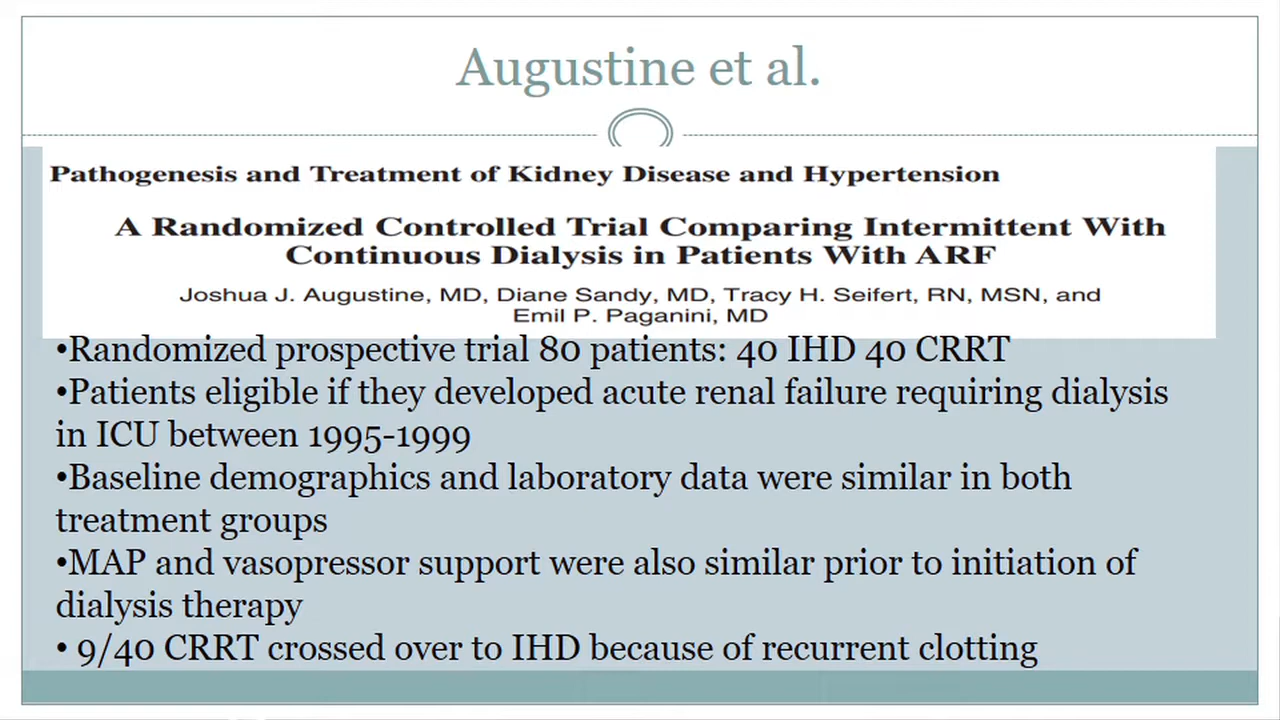 Augustine et al.
Pathogenesis and Treatment of Kidney Disease and Hypertension
A Randomized Controlled Trial Comparing Intermittent With
Continuous Dialysis in Patients With ARF
Joshua J. Augustine, MD, Diane Sandy, MD, Tracy H. Seifert, RN, MSN, and
Emil P. Paganini, MD
•Randomized prospective trial 80 patients: 40 IHD 40 CRRT
•Patients eligible if they developed acute renal failure requiring dialysis
in ICU between 1995-1999
•Baseline demographics and laboratory data were similar in both
treatment groups
•MAP and vasopressor support were also similar prior to initiation of
dialysis therapy
• 9/40 CRRT crossed over to IHD because of recurrent clotting